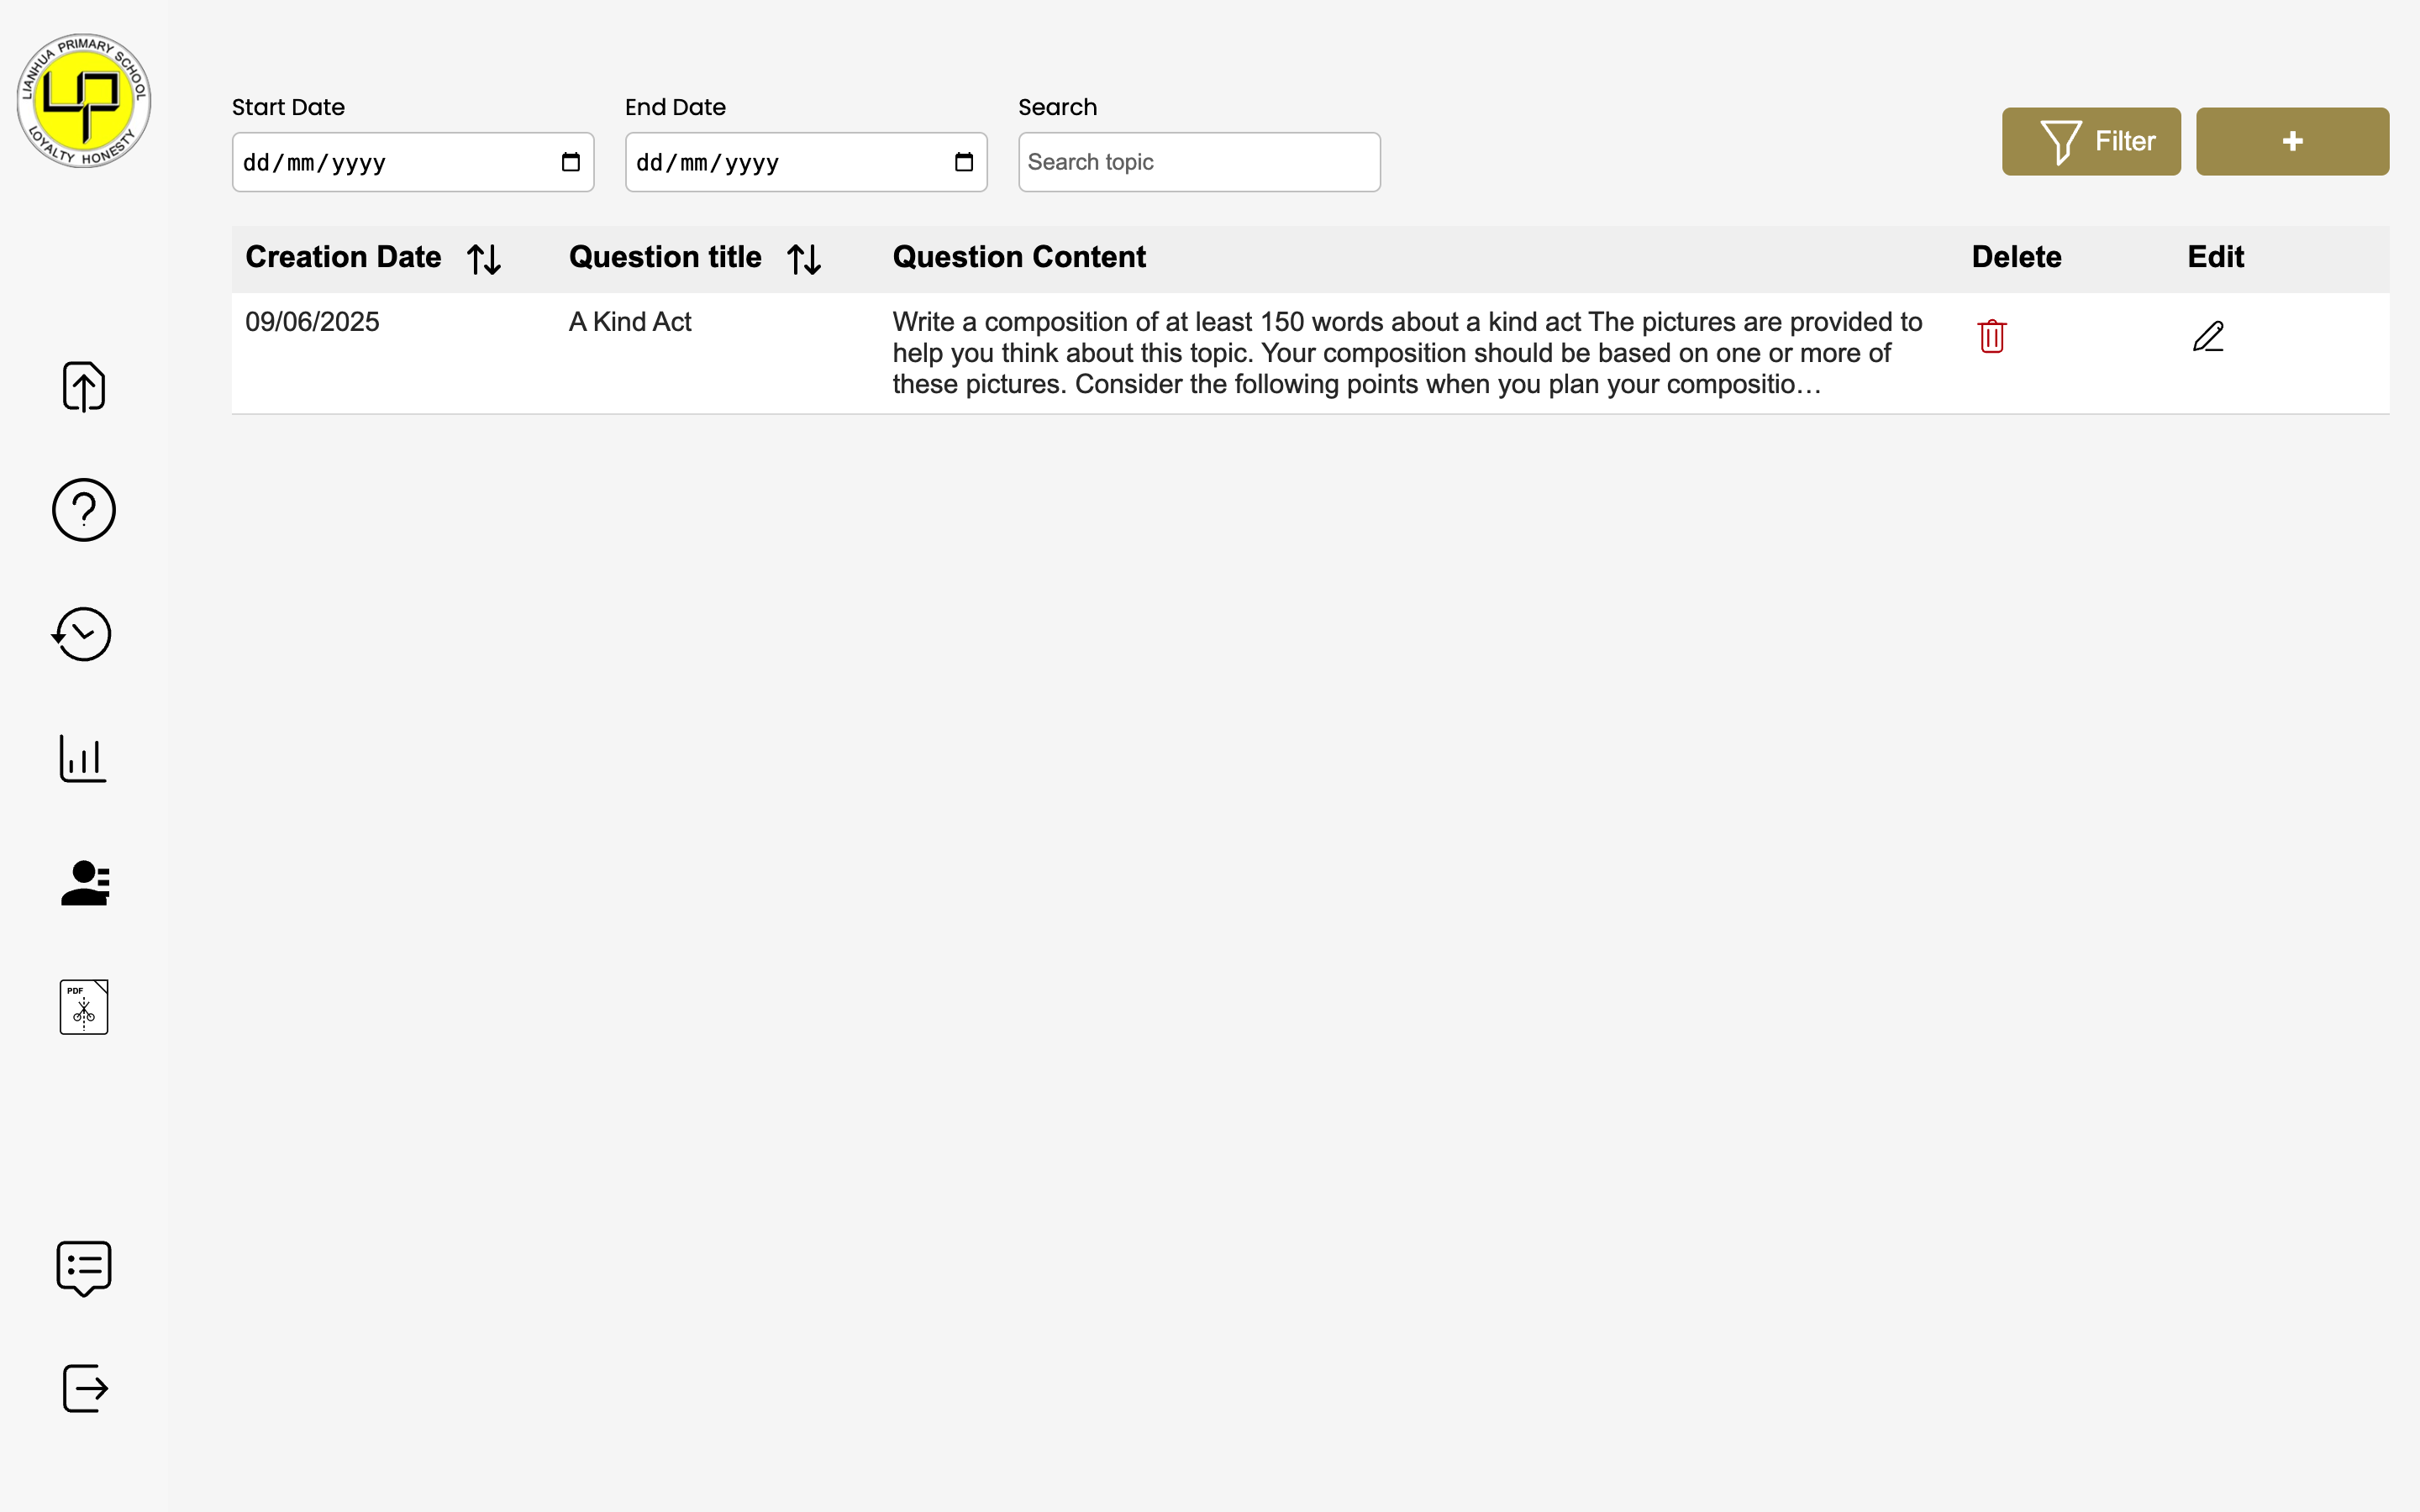 LIANHUA PRIMARY SCHOOL
LOYALTY HONESTY
Start Date
End Date
Search
dd/mm/yyyy
dd/mm/yyyy
Search topic
Filter
+
Creation Date
Question title
Question Content
Delete
Edit
09/06/2025
A Kind Act
Write a composition of at least 150 words about a kind act The pictures are provided to
help you think about this topic. Your composition should be based on one or more of
these pictures. Consider the following points when you plan your compositio…
PDF